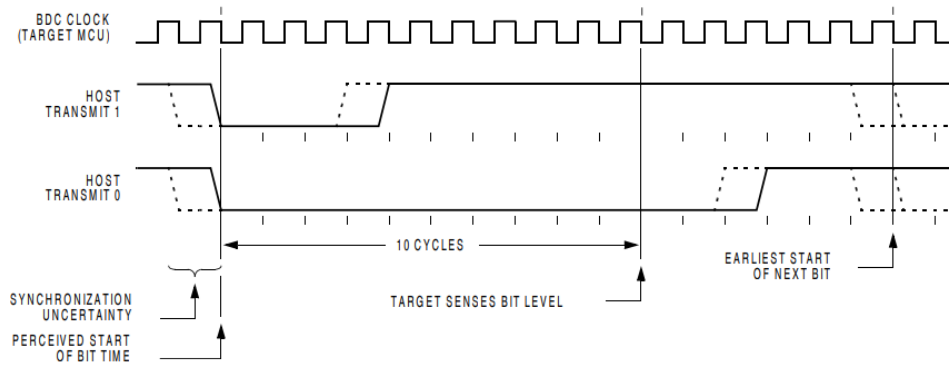 BDC CLOCK
(TARGET MCU)
HOST
TRANSMIT 1
HOST
TRANSMIT 0
10 CYCLES
EARLIEST START
OF NEXT BIT
TARGET SENSES BIT LEVEL
SYNCHRONIZATION
UNCERTAINTY
PERCEIVED START
OF BIT TIME